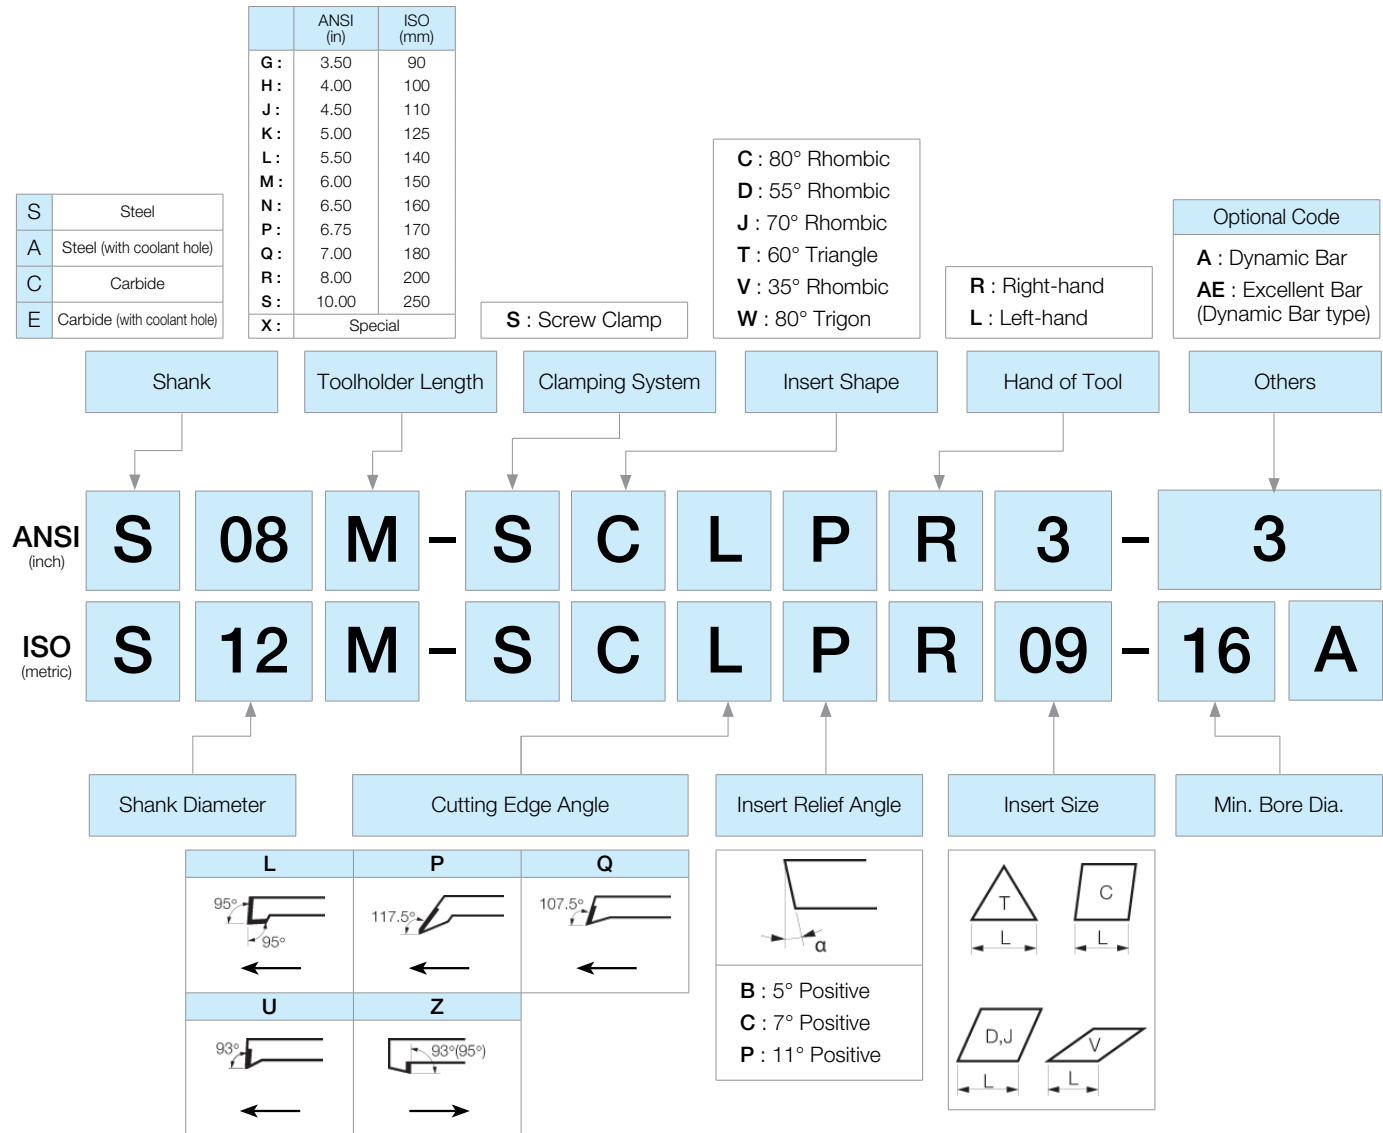 ANSI (in) ISO (mm)
G : 3.50 90
H : 4.00 100
J : 4.50 110
K : 5.00 125
L : 5.50 140
M : 6.00 150
N : 6.50 160
P : 6.75 170
Q : 7.00 180
R : 8.00 200
S : 10.00 250
X : Special
S Steel
A Steel (with coolant hole)
C Carbide
E Carbide (with coolant hole)
S : Screw Clamp
C : 80° Rhombic
D : 55° Rhombic
J : 70° Rhombic
T : 60° Triangle
V : 35° Rhombic
W : 80° Trigon
R : Right-hand
L : Left-hand
Optional Code
A : Dynamic Bar
AE : Excellent Bar
(Dynamic Bar type)
Shank Toolholder Length Clamping System Insert Shape Hand of Tool Others
ANSI (inch) S 08 M – S C L P R 3 – 3
ISO (metric) S 12 M – S C L P R 09 – 16 A
Shank Diameter Cutting Edge Angle Insert Relief Angle Insert Size Min. Bore Dia.
L P Q
95° 117.5° 107.5°
95°
U Z
93° 93°(95°)
α
B : 5° Positive
C : 7° Positive
P : 11° Positive
T C
L L
D,J V
L L